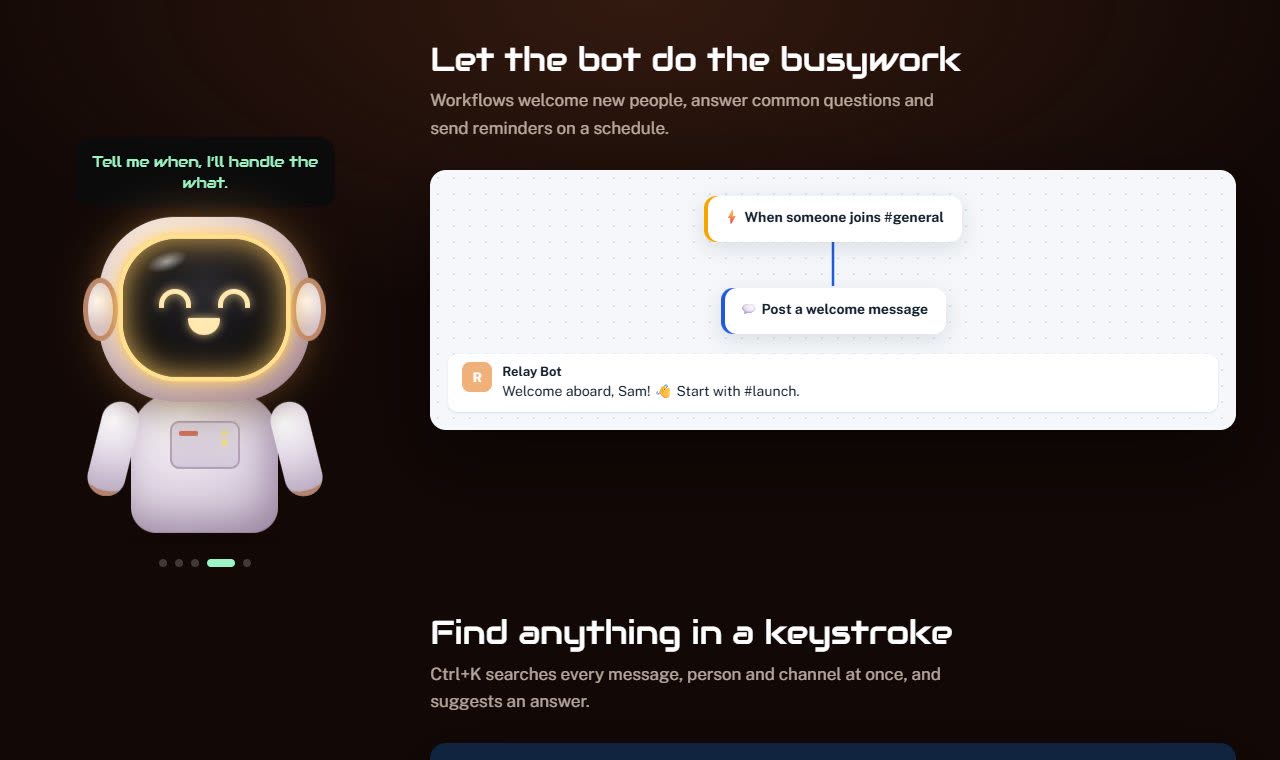 Let the bot do the busywork
Workflows welcome new people, answer common questions and
send reminders on a schedule.
Tell me when, I'll handle the
what.
When someone joins #general
Post a welcome message
R
Relay Bot
Welcome aboard, Sam! 👋 Start with #launch.
Find anything in a keystroke
Ctrl+K searches every message, person and channel at once, and
suggests an answer.